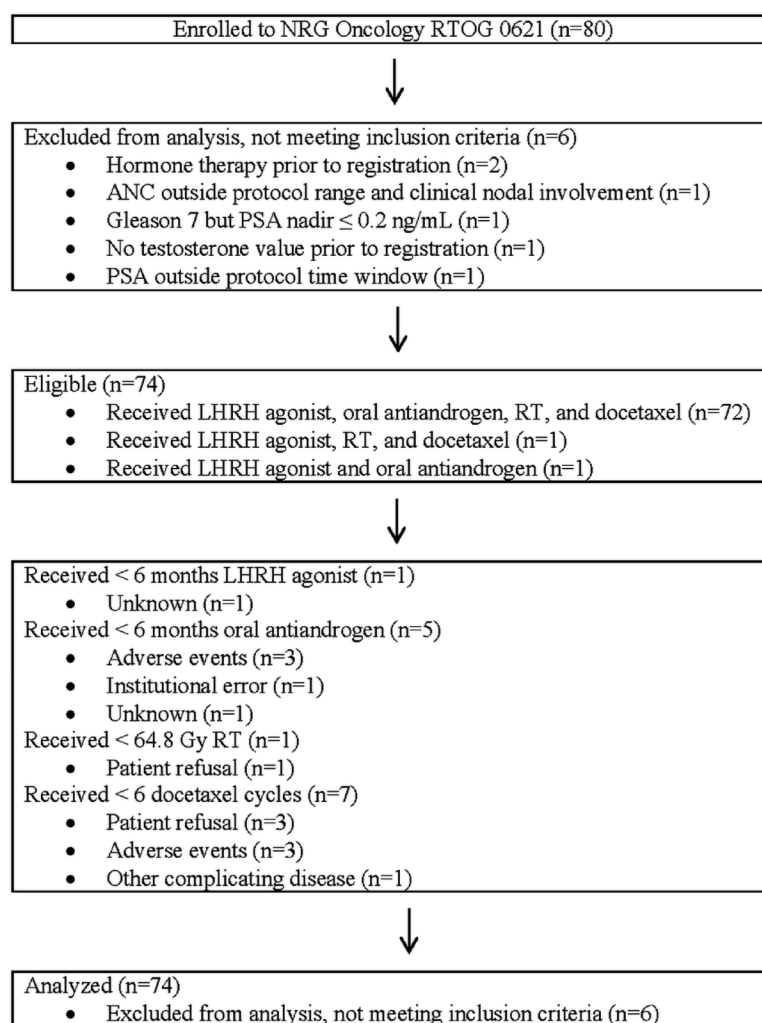 Enrolled to NRG Oncology RTOG 0621 (n=80)
Excluded from analysis, not meeting inclusion criteria (n=6)
• Hormone therapy prior to registration (n=2)
• ANC outside protocol range and clinical nodal involvement (n=1)
• Gleason 7 but PSA nadir ≤ 0.2 ng/mL (n=1)
• No testosterone value prior to registration (n=1)
• PSA outside protocol time window (n=1)
Eligible (n=74)
• Received LHRH agonist, oral antiandrogen, RT, and docetaxel (n=72)
• Received LHRH agonist, RT, and docetaxel (n=1)
• Received LHRH agonist and oral antiandrogen (n=1)
Received < 6 months LHRH agonist (n=1)
• Unknown (n=1)
Received < 6 months oral antiandrogen (n=5)
• Adverse events (n=3)
• Institutional error (n=1)
• Unknown (n=1)
Received < 64.8 Gy RT (n=1)
• Patient refusal (n=1)
Received < 6 docetaxel cycles (n=7)
• Patient refusal (n=3)
• Adverse events (n=3)
• Other complicating disease (n=1)
Analyzed (n=74)
• Excluded from analysis, not meeting inclusion criteria (n=6)